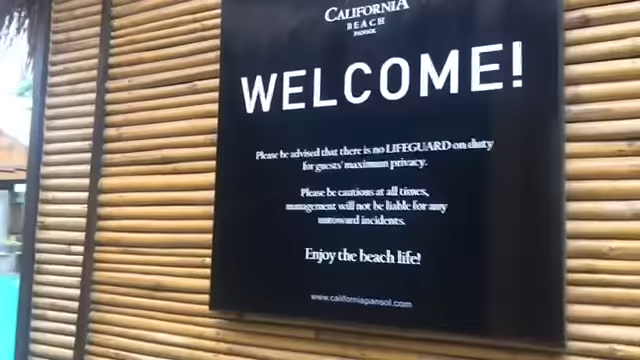 CALIFORNIA
BEACH
PANSOL
WELCOME!
Please be advised that there is no LIFEGUARD on duty
for guests' maximum privacy.
Please be cautious at all times,
management will not be liable for any
untoward incidents.
Enjoy the beach life!
www.californiapansol.com